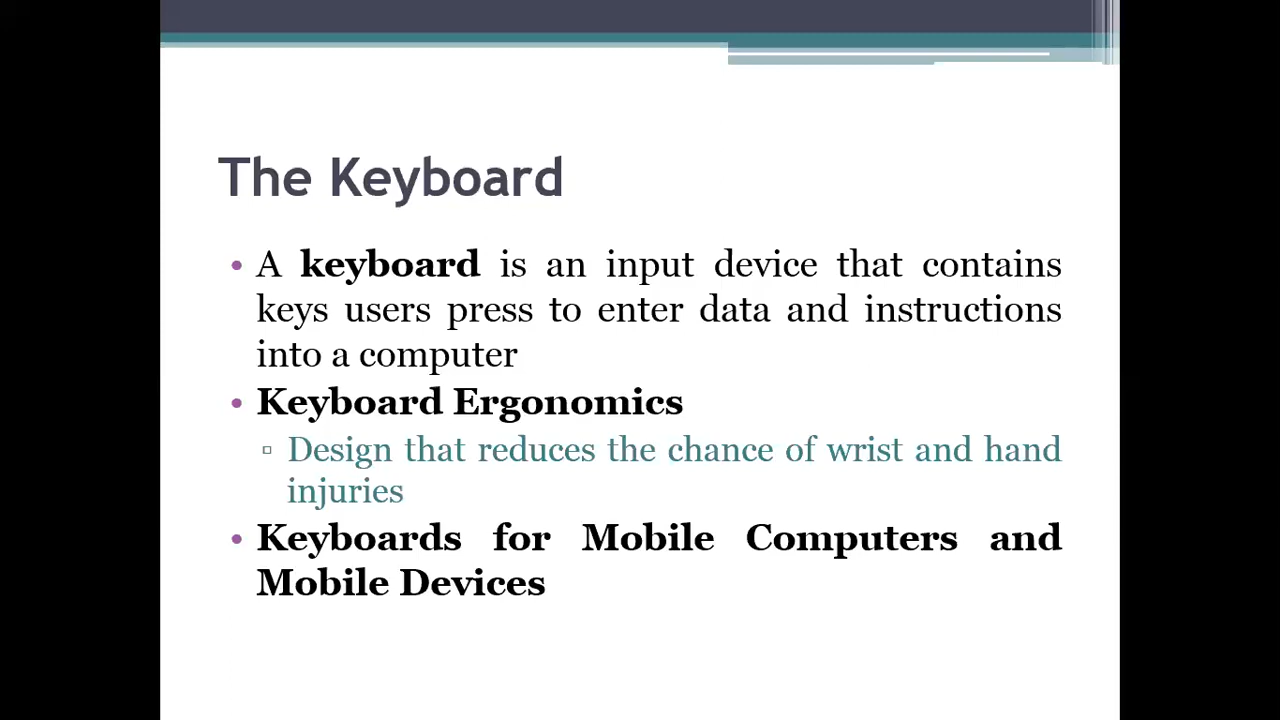 The Keyboard
• A keyboard is an input device that contains
keys users press to enter data and instructions
into a computer
• Keyboard Ergonomics
▫ Design that reduces the chance of wrist and hand
injuries
• Keyboards for Mobile Computers and
Mobile Devices